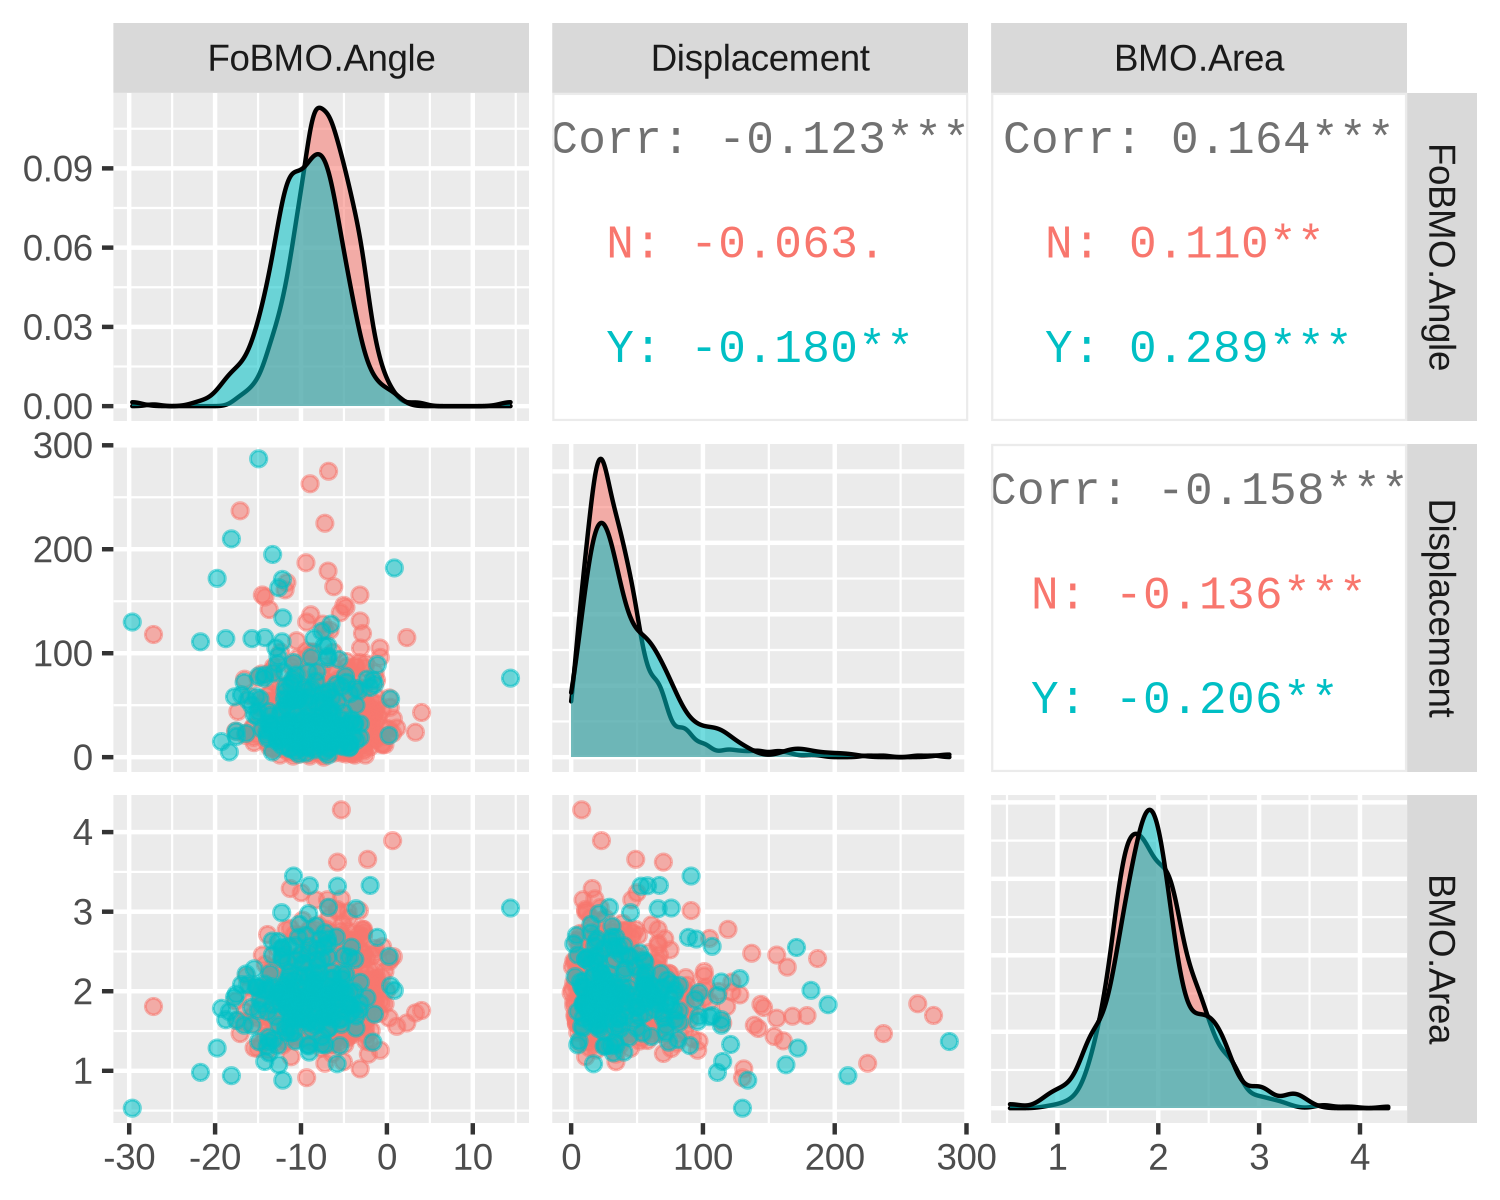 FoBMO.Angle
Displacement
BMO.Area
Corr: -0.123***
N: -0.063.
Y: -0.180**
Corr: 0.164***
N: 0.110**
Y: 0.289***
FoBMO.Angle
0.09
0.06
0.03
0.00
Corr: -0.158***
N: -0.136***
Y: -0.206**
Displacement
300
200
100
0
BMO.Area
4
3
2
1
-30 -20 -10 0 10
0 100 200 300
1 2 3 4